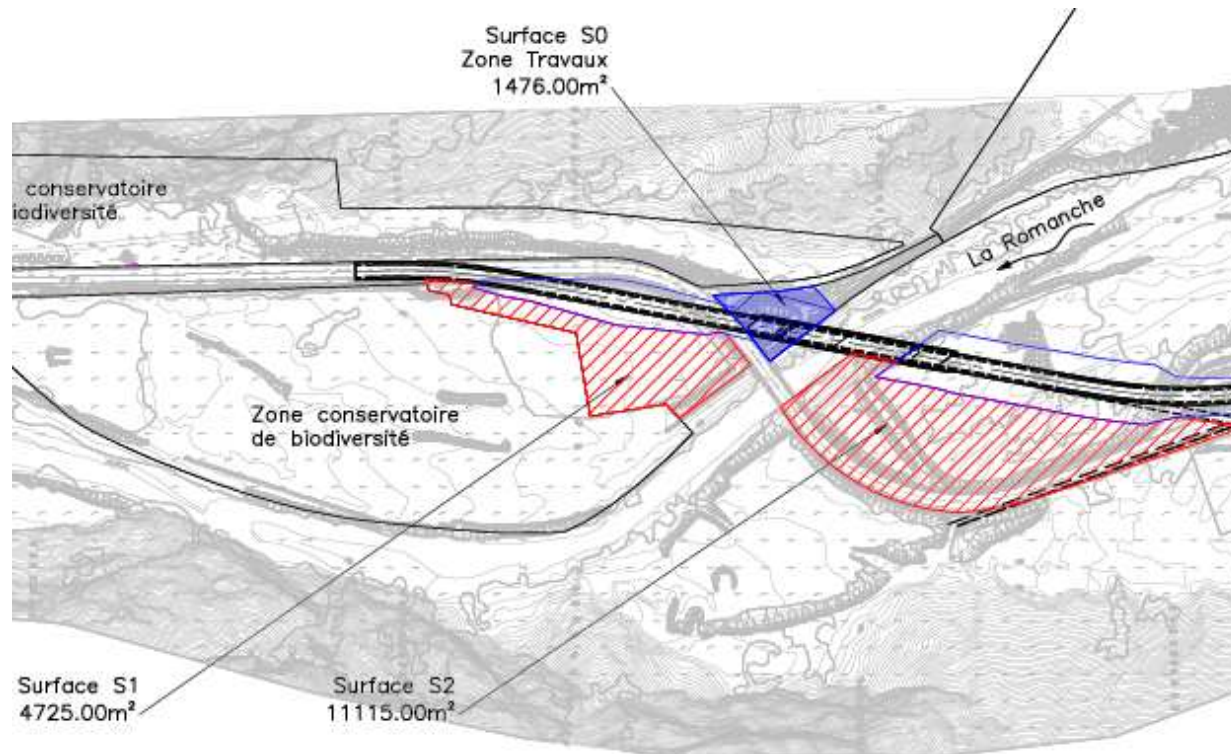 Surface S0
Zone Travaux
1476.00m²
conservatoire
iodiversité
La Romanche
Zone conservatoire
de biodiversité
Surface S1
4725.00m²
Surface S2
11115.00m²